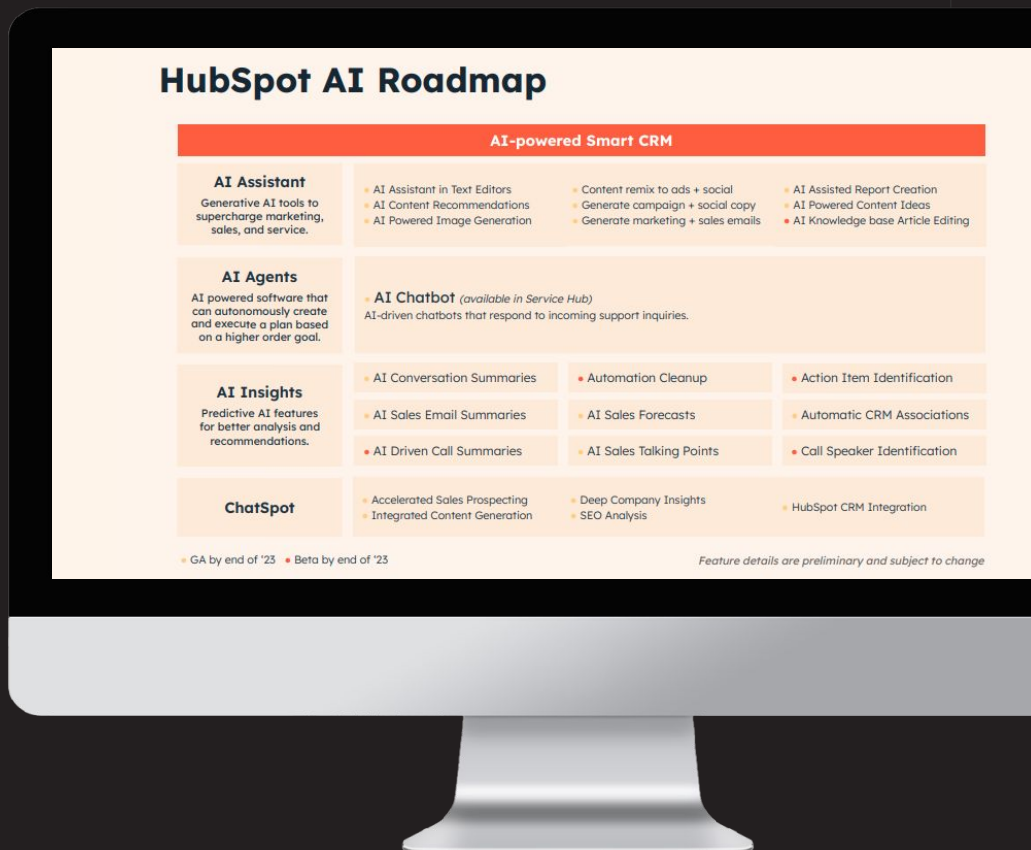 HubSpot AI Roadmap
AI-powered Smart CRM
AI Assistant
Generative AI tools to
supercharge marketing,
sales, and service.
AI Assistant in Text Editors
AI Content Recommendations
AI Powered Image Generation
Content remix to ads + social
Generate campaign + social copy
Generate marketing + sales emails
AI Assisted Report Creation
AI Powered Content Ideas
AI Knowledge base Article Editing
AI Agents
AI powered software that
can autonomously create
and execute a plan based
on a higher order goal.
AI Chatbot (available in Service Hub)
AI-driven chatbots that respond to incoming support inquiries.
AI Insights
Predictive AI features
for better analysis and
recommendations.
AI Conversation Summaries
Automation Cleanup
Action Item Identification
AI Sales Email Summaries
AI Sales Forecasts
Automatic CRM Associations
AI Driven Call Summaries
AI Sales Talking Points
Call Speaker Identification
ChatSpot
Accelerated Sales Prospecting
Integrated Content Generation
Deep Company Insights
SEO Analysis
HubSpot CRM Integration
GA by end of '23
Beta by end of '23
Feature details are preliminary and subject to change